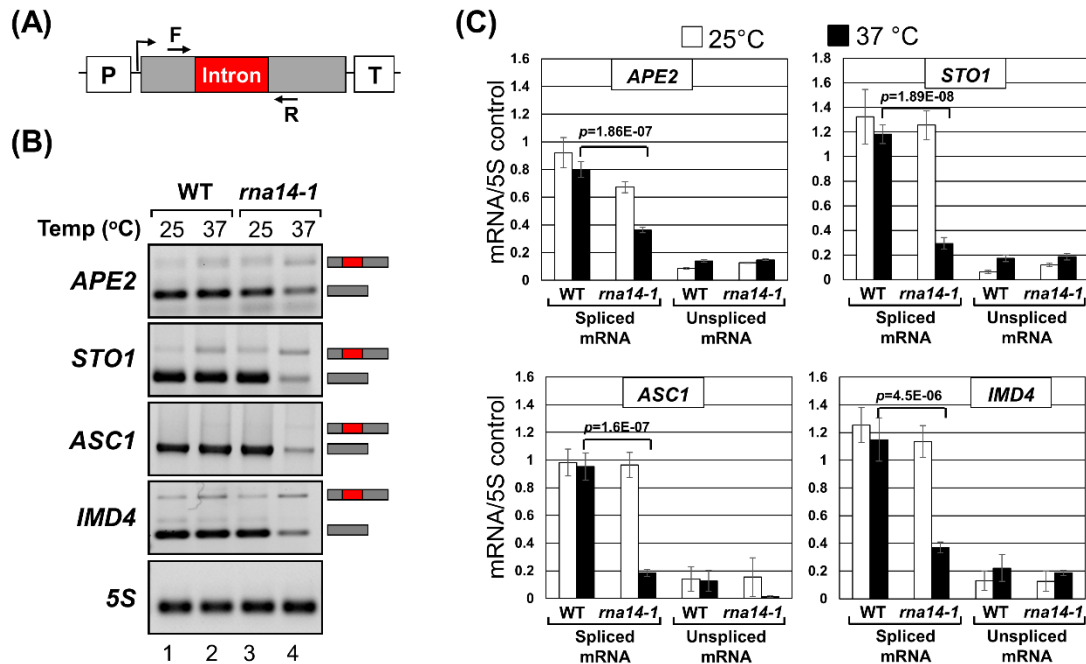 (A)
P
F
Intron
R
T
(B)
WT rna14-1
Temp (°C) 25 37 25 37
APE2
STO1
ASC1
IMD4
5S
1 2 3 4
(C)
25°C 37 °C
APE2
mRNA/5S control
1.6
1.4
1.2
1
0.8
0.6
0.4
0.2
0
p=1.86E-07
WT rna14-1 WT rna14-1
Spliced mRNA Unspliced mRNA
STO1
1.8
1.6
1.4
1.2
1
0.8
0.6
0.4
0.2
0
p=1.89E-08
WT rna14-1 WT rna14-1
Spliced mRNA Unspliced mRNA
ASC1
mRNA/5S control
1.6
1.4
1.2
1
0.8
0.6
0.4
0.2
0
p=1.6E-07
WT rna14-1 WT rna14-1
Spliced mRNA Unspliced mRNA
IMD4
1.6
1.4
1.2
1
0.8
0.6
0.4
0.2
0
p=4.5E-06
WT rna14-1 WT rna14-1
Spliced mRNA Unspliced mRNA